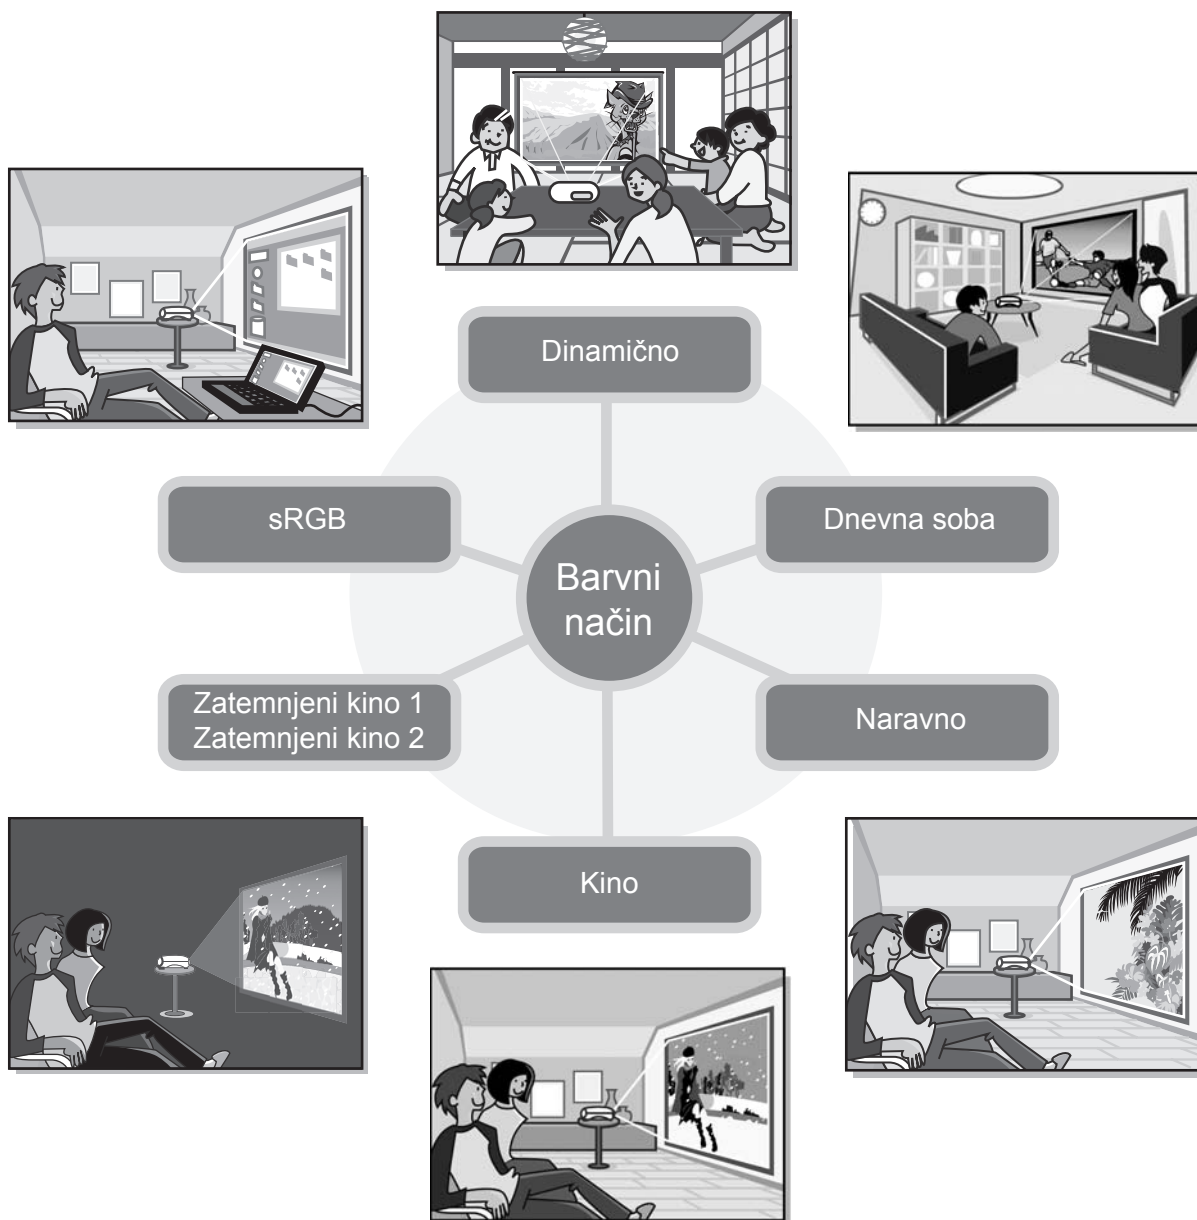 Dinamično
sRGB
Dnevna soba
Barvni
način
Zatemnjeni kino 1
Zatemnjeni kino 2
Naravno
Kino